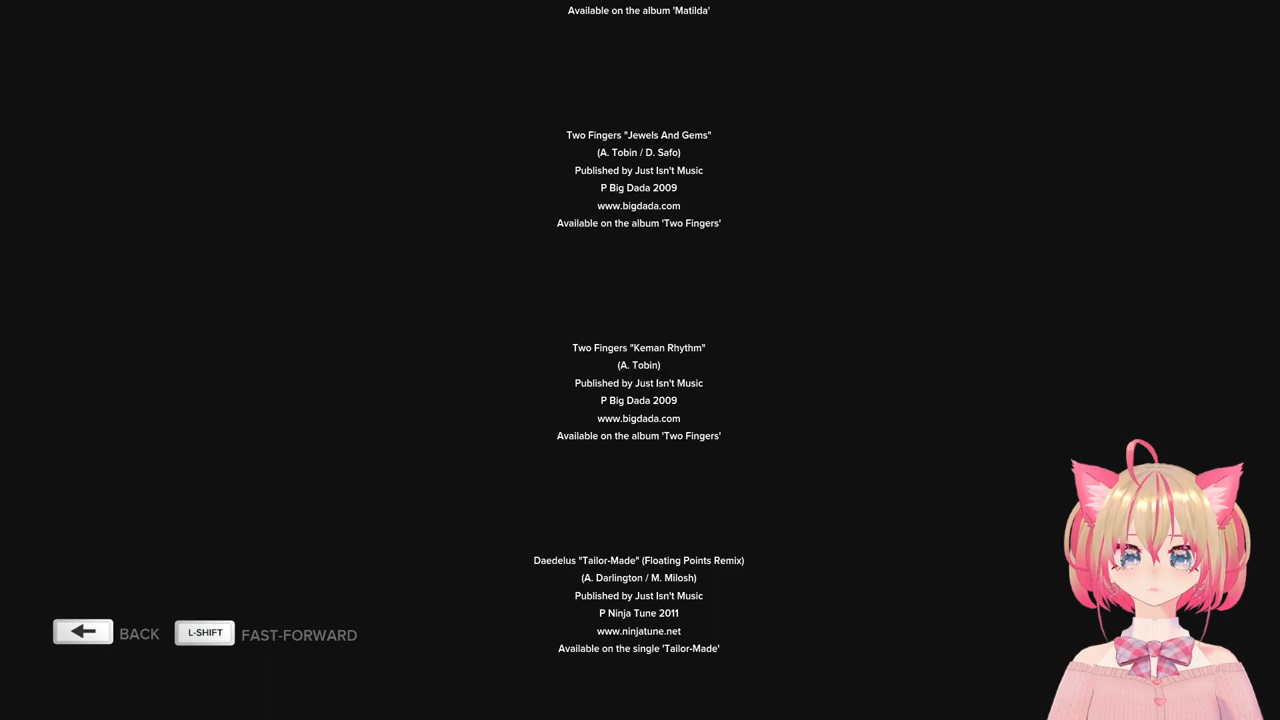 Available on the album 'Matilda'
Two Fingers "Jewels And Gems"
(A. Tobin / D. Safo)
Published by Just Isn't Music
P Big Dada 2009
www.bigdada.com
Available on the album 'Two Fingers'
Two Fingers "Keman Rhythm"
(A. Tobin)
Published by Just Isn't Music
P Big Dada 2009
www.bigdada.com
Available on the album 'Two Fingers'
Daedelus "Tailor-Made" (Floating Points Remix)
(A. Darlington / M. Milosh)
Published by Just Isn't Music
P Ninja Tune 2011
www.ninjatune.net
Available on the single 'Tailor-Made'
BACK
L-SHIFT
FAST-FORWARD